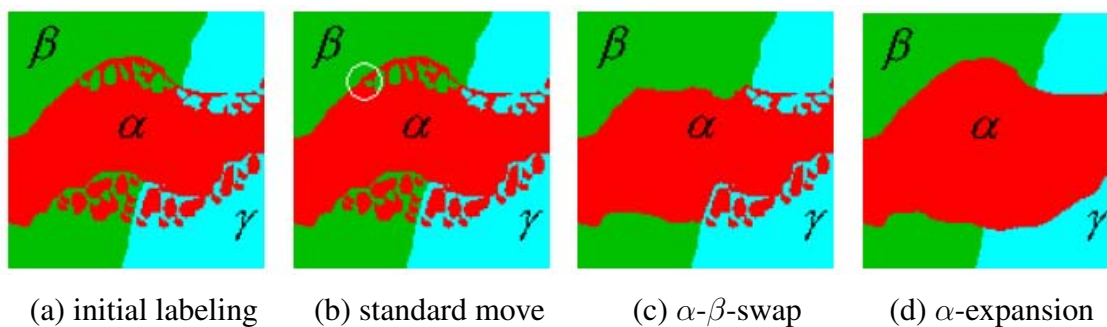 β
α
γ
β
α
γ
β
α
γ
β
α
γ
(a) initial labeling
(b) standard move
(c) α-β-swap
(d) α-expansion